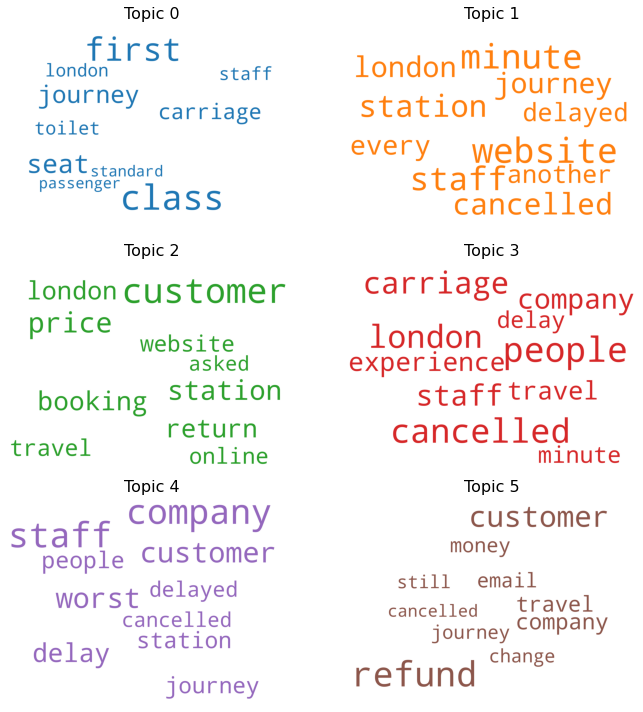 Topic 0
first
london
staff
journey
carriage
toilet
seat
standard
passenger
class
Topic 1
minute
london
journey
station
delayed
every
website
staff
another
cancelled
Topic 2
london
customer
price
website
asked
station
booking
return
travel
online
Topic 3
carriage
company
delay
london
people
experience
staff
travel
cancelled
minute
Topic 4
company
staff
customer
people
delayed
worst
cancelled
station
delay
journey
Topic 5
customer
money
still
email
travel
cancelled
company
journey
change
refund